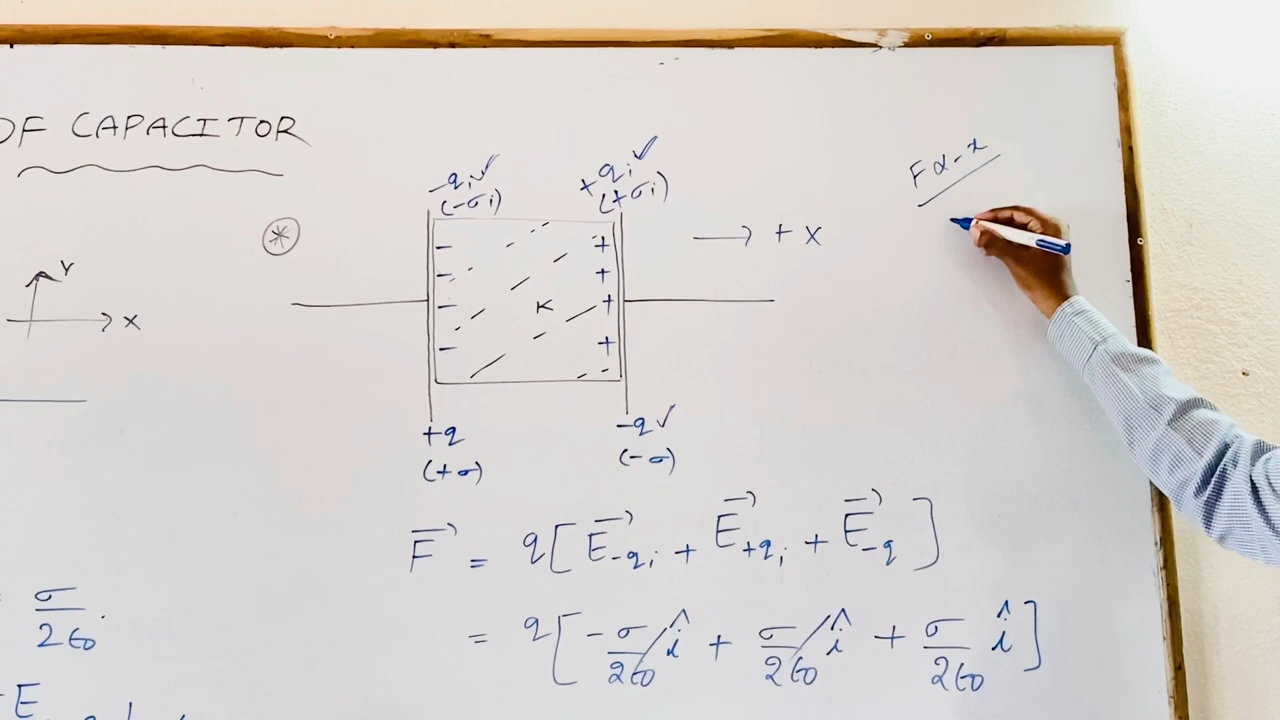 OF CAPACITOR
-qᵢ ✓
(-σᵢ)
+qᵢ ✓
(+σᵢ)
F α - x
*
→ + X
Y
X
K
- - - -
+ + + +
+q
(+σ)
-q ✓
(-σ)
F⃗ = q[E⃗₋qᵢ + E⃗₊qᵢ + E⃗₋q]
= q[-σ/2ϵ₀ î + σ/2ϵ₀ î + σ/2ϵ₀ î]
σ/2ϵ₀.
E